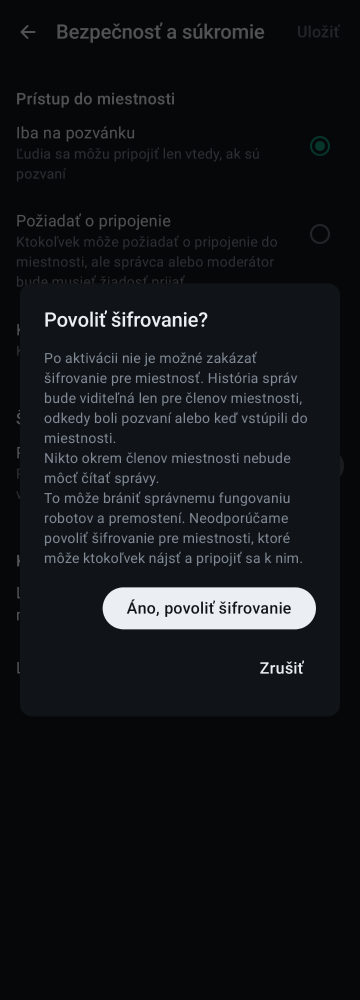 Bezpečnosť a súkromie
Uložiť
Prístup do miestnosti
Iba na pozvánku
Ľudia sa môžu pripojiť len vtedy, ak sú
pozvaní
Požiadať o pripojenie
Ktokoľvek môže požiadať o pripojenie do
miestnosti, ale správca alebo moderátor
bude musieť žiadosť prijať
Povoliť šifrovanie?
Po aktivácii nie je možné zakázať
šifrovanie pre miestnosť. História správ
bude viditeľná len pre členov miestnosti,
odkedy boli pozvaní alebo keď vstúpili do
miestnosti.
Nikto okrem členov miestnosti nebude
môcť čítať správy.
To môže brániť správnemu fungovaniu
robotov a premostení. Neodporúčame
povoliť šifrovanie pre miestnosti, ktoré
môže ktokoľvek nájsť a pripojiť sa k nim.
Áno, povoliť šifrovanie
Zrušiť